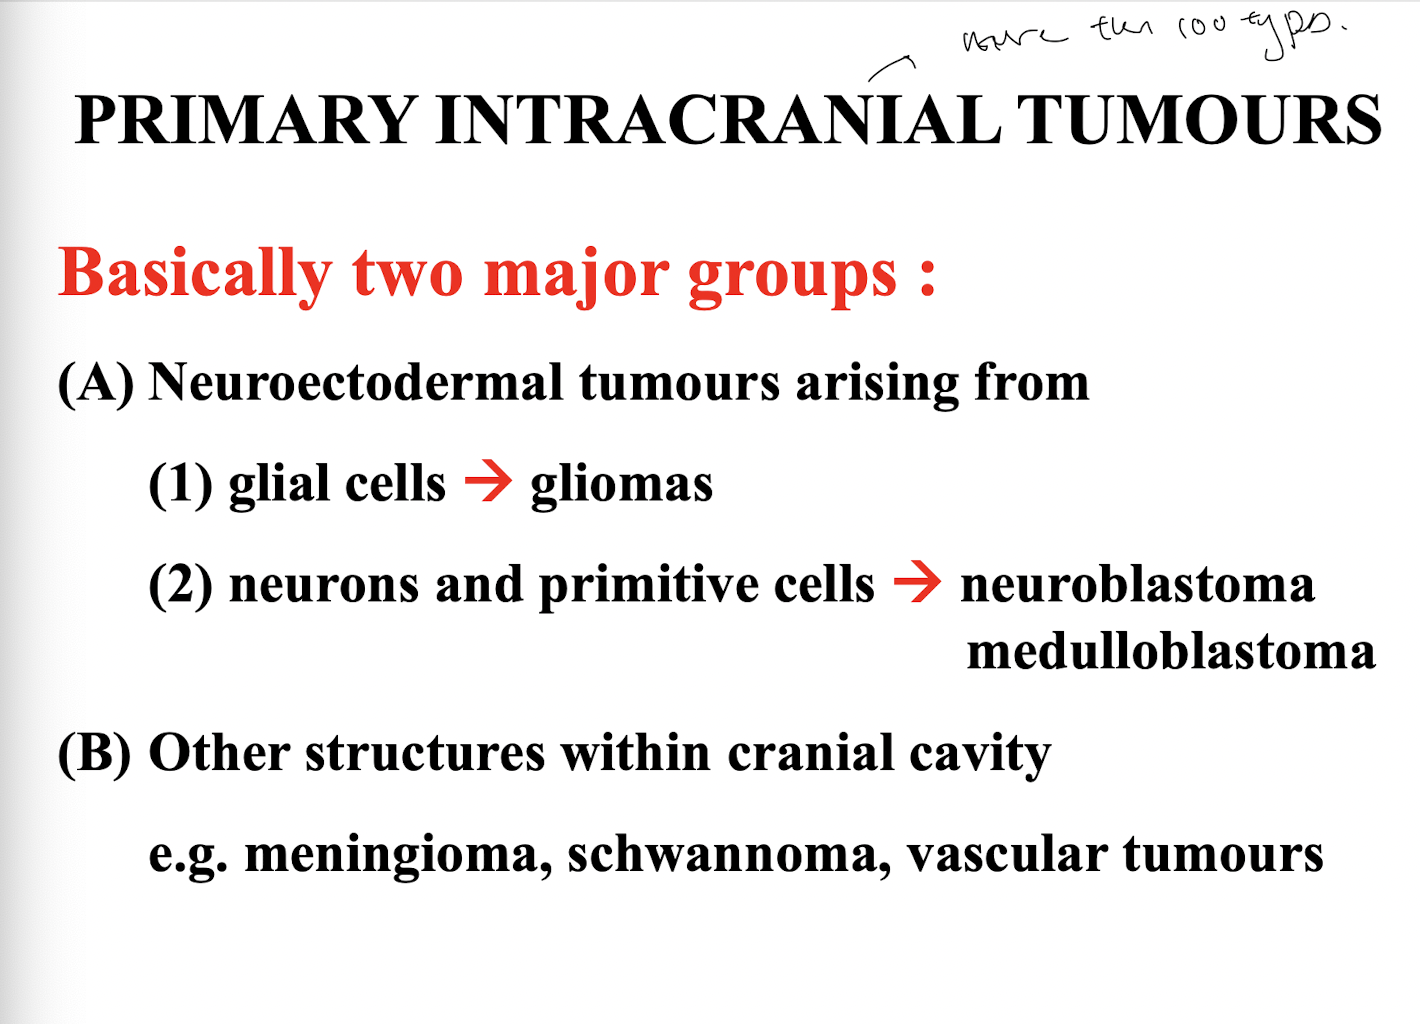 more then 100 types.
PRIMARY INTRACRANIAL TUMOURS
Basically two major groups :
(A) Neuroectodermal tumours arising from
(1) glial cells → gliomas
(2) neurons and primitive cells → neuroblastoma
medulloblastoma
(B) Other structures within cranial cavity
e.g. meningioma, schwannoma, vascular tumours